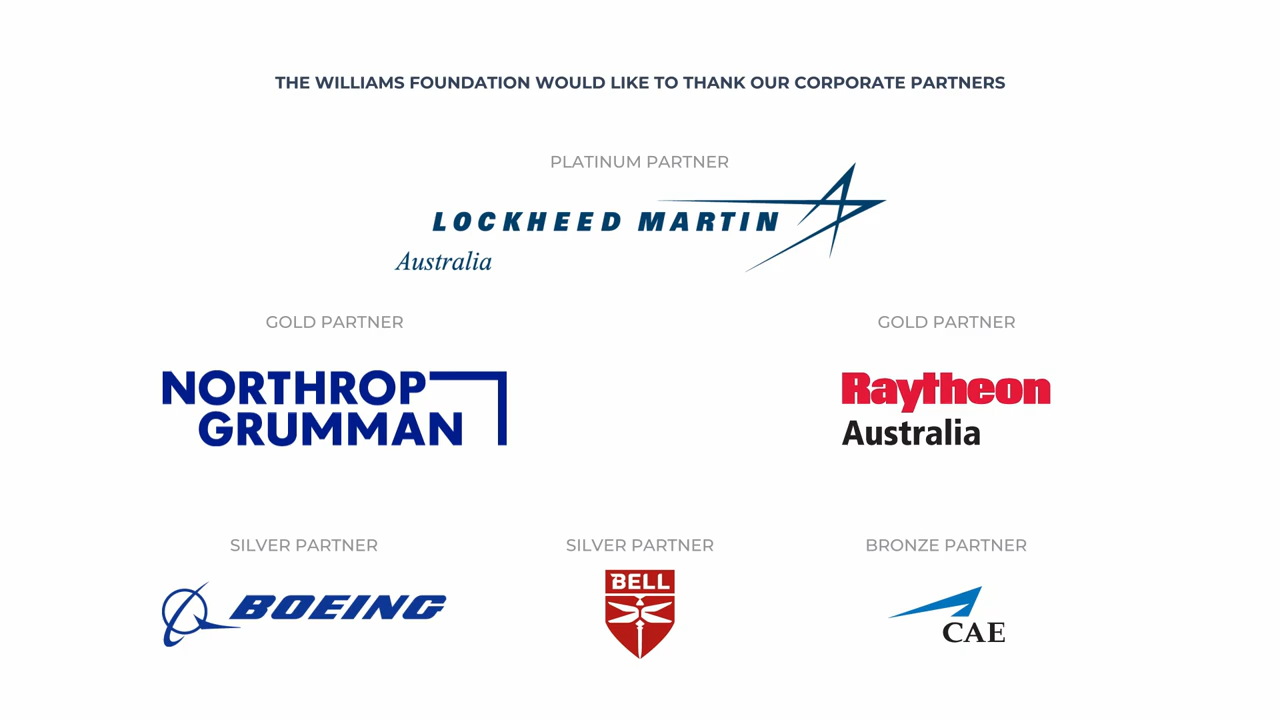 THE WILLIAMS FOUNDATION WOULD LIKE TO THANK OUR CORPORATE PARTNERS
PLATINUM PARTNER
LOCKHEED MARTIN
Australia
GOLD PARTNER
NORTHROP
GRUMMAN
GOLD PARTNER
Raytheon
Australia
SILVER PARTNER
BOEING
SILVER PARTNER
BELL
BRONZE PARTNER
CAE